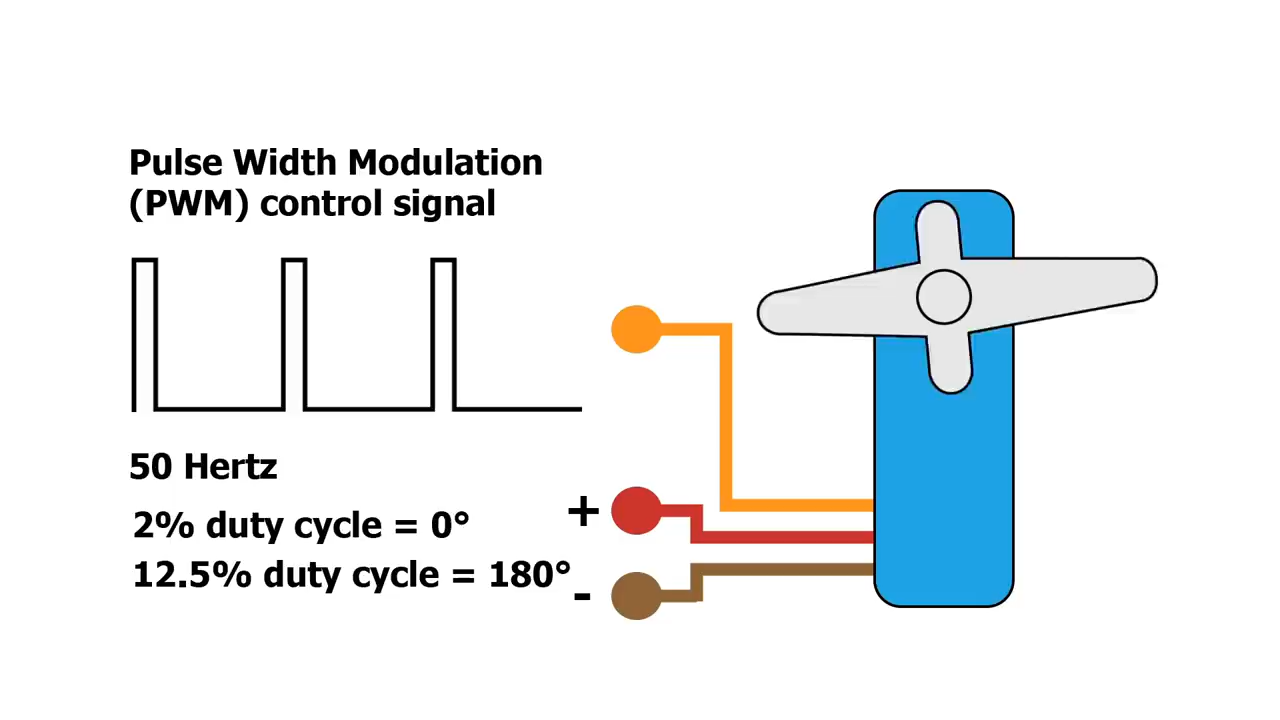 Pulse Width Modulation
(PWM) control signal
50 Hertz
2% duty cycle = 0°
12.5% duty cycle = 180°
+
-